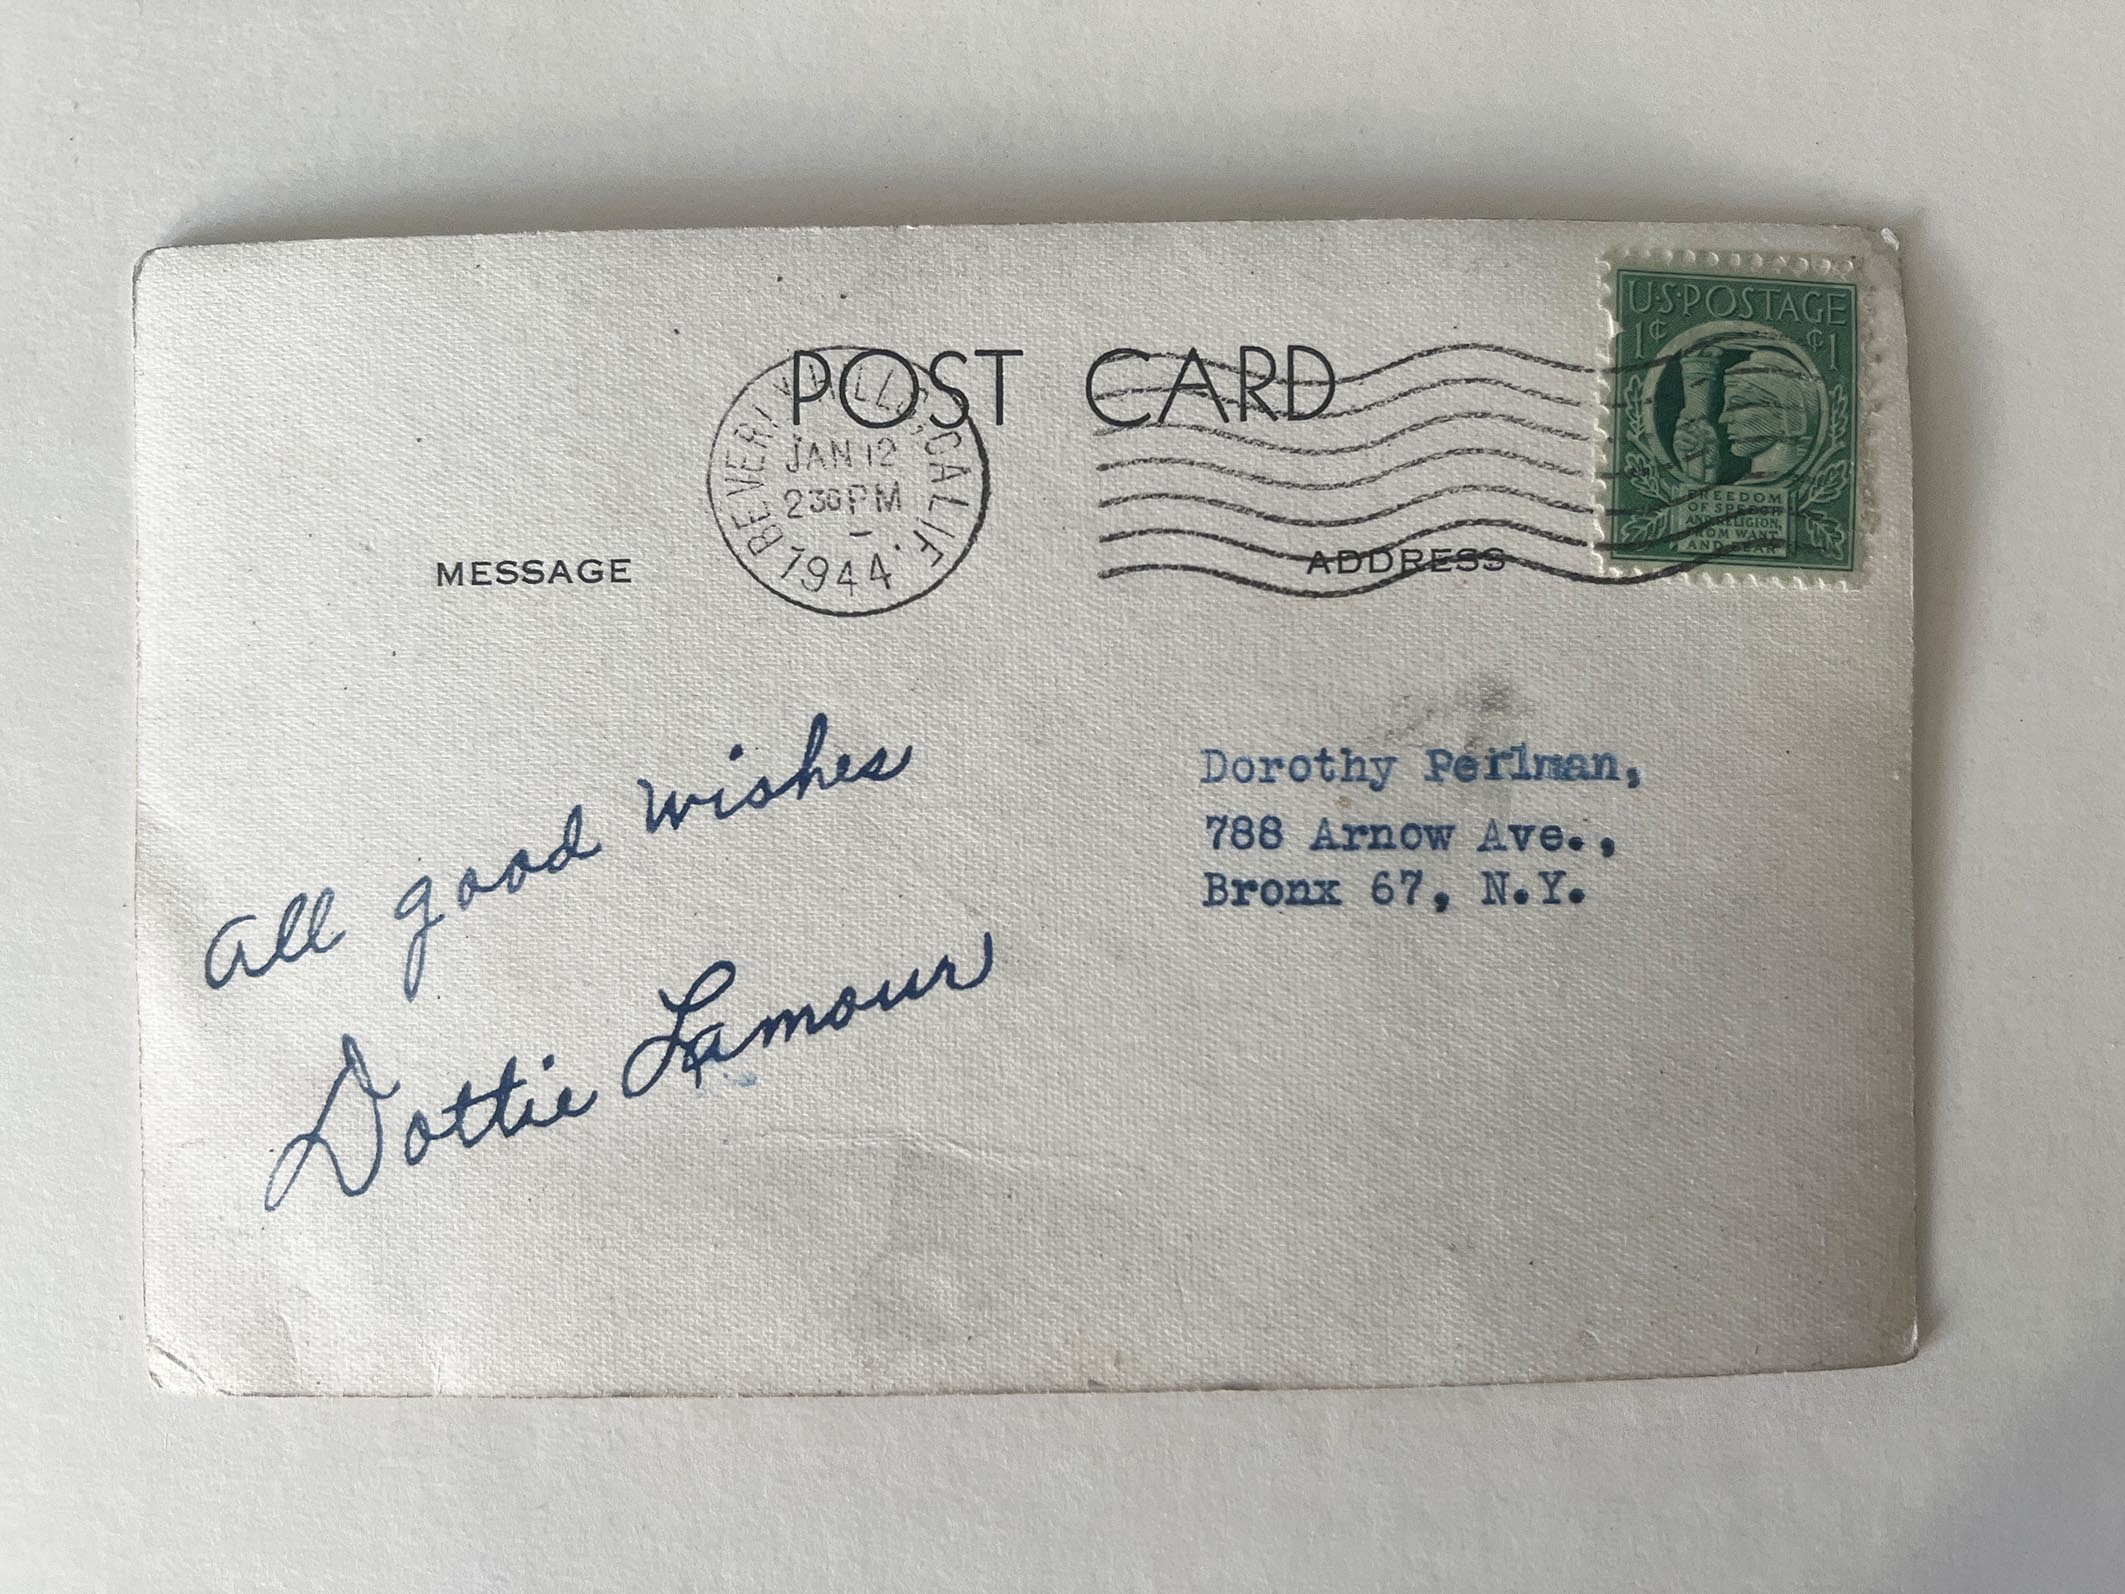 U·S·POSTAGE
1¢ ¢1
FREEDOM
OF SPEECH
AND RELIGION,
FROM WANT
AND FEAR
POST CARD
BEVERLY HILLS, CALIF.
JAN 12
230 PM
1944
MESSAGE
ADDRESS
all good wishes
Dottie Lamour
Dorothy Perlman,
788 Arnow Ave.,
Bronx 67, N.Y.